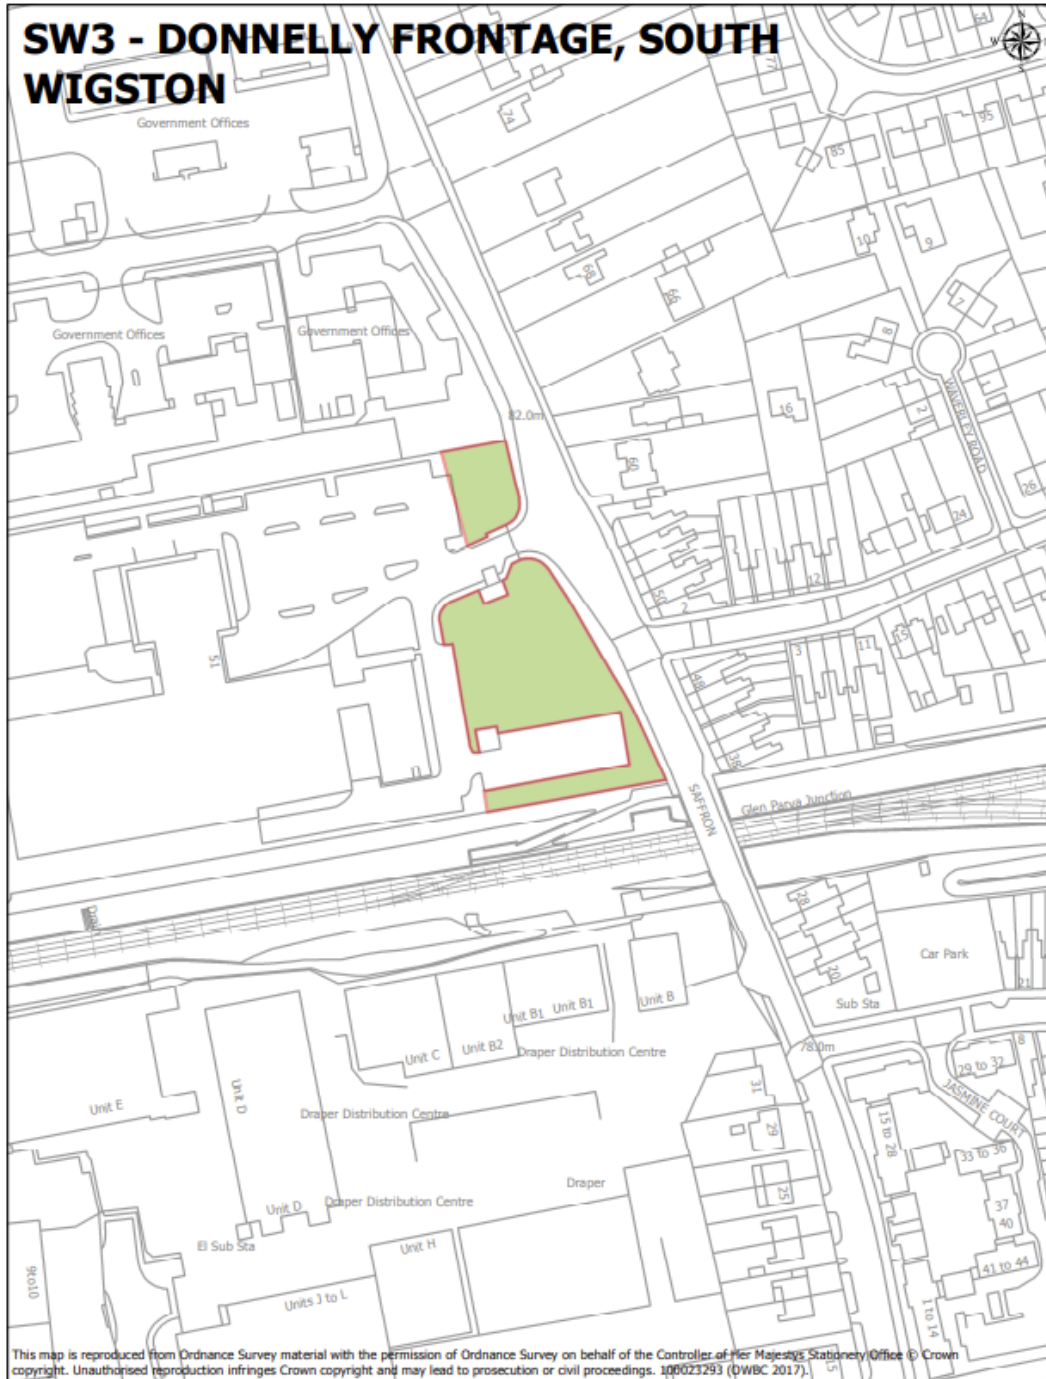 SW3 - DONNELLY FRONTAGE, SOUTH
WIGSTON
N
W
S
64
77
74
95
85
Government Offices
10
9
68
66
7
8
Government Offices
Government Offices
16
2
82.0m
WAVERLEY ROAD
60
26
24
12
50
2
51
3
11
15
48
38
SAFFRON
Glen Parva Junction
Drain
28
20
Car Park
21
Sub Sta
Unit B
Unit B1
Unit B1
Unit B2
Unit C
Draper Distribution Centre
78.0m
8
29 to 32
JASMINE COURT
Unit E
Unit D
Draper Distribution Centre
31
29
25
15 to 28
33 to 36
Draper
37
40
Draper Distribution Centre
Unit D
El Sub Sta
Unit H
41 to 44
9to10
Units J to L
1 to 14
15
This map is reproduced from Ordnance Survey material with the permission of Ordnance Survey on behalf of the Controller of Her Majestys Stationery Office © Crown
copyright. Unauthorised reproduction infringes Crown copyright and may lead to prosecution or civil proceedings. 100023293 (OWBC 2017).